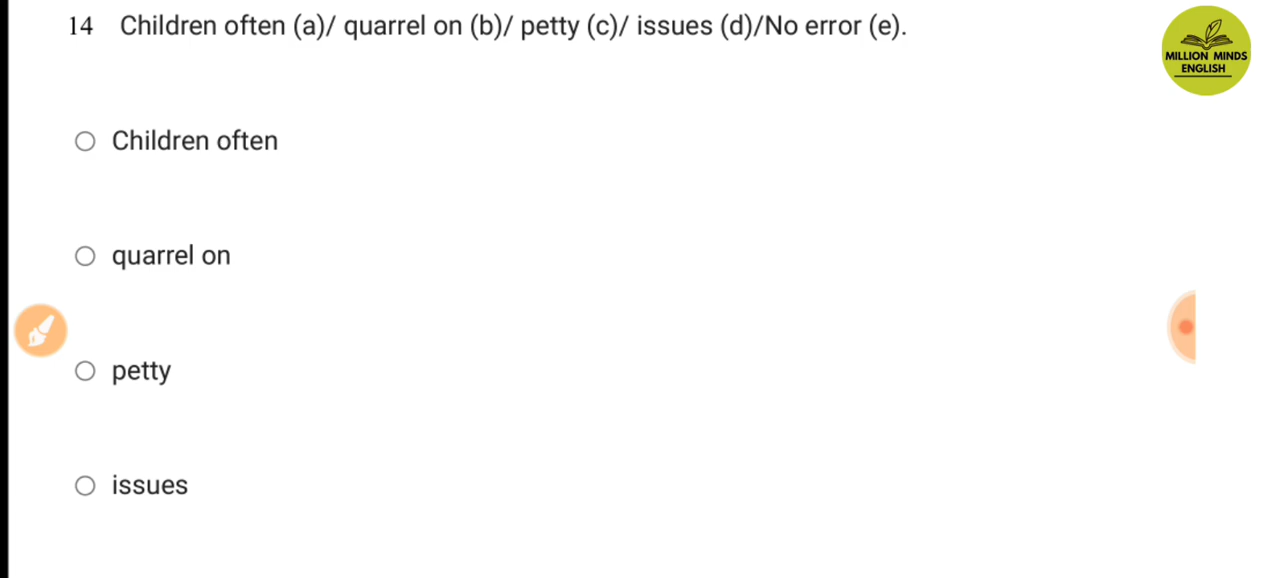 14 Children often (a)/ quarrel on (b)/ petty (c)/ issues (d)/No error (e).
MILLION MINDS
ENGLISH
Children often
quarrel on
petty
issues